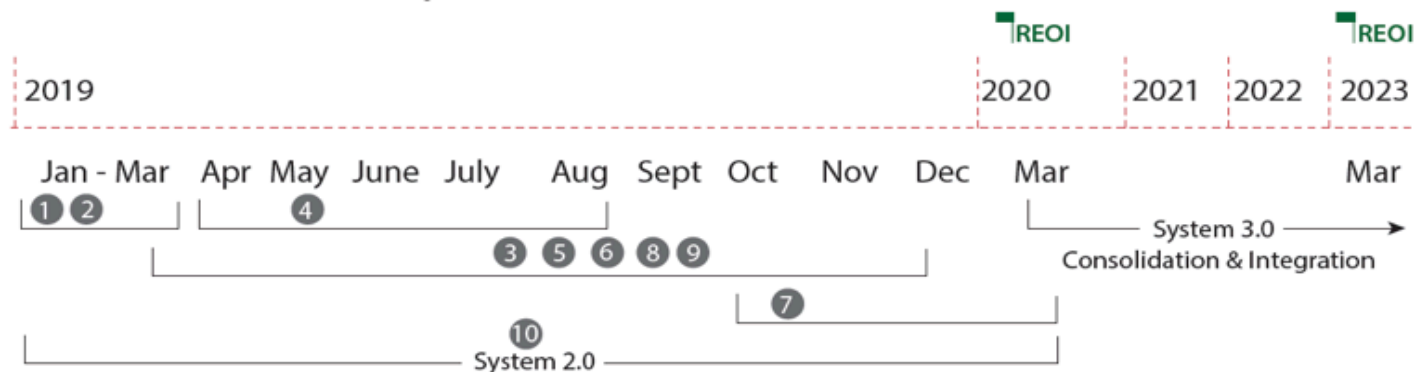 REOI REOI
2019 2020 2021 2022 2023
Jan - Mar Apr May June July Aug Sept Oct Nov Dec Mar Mar
1 2 4
System 3.0
3 5 6 8 9
Consolidation & Integration
7
10
System 2.0